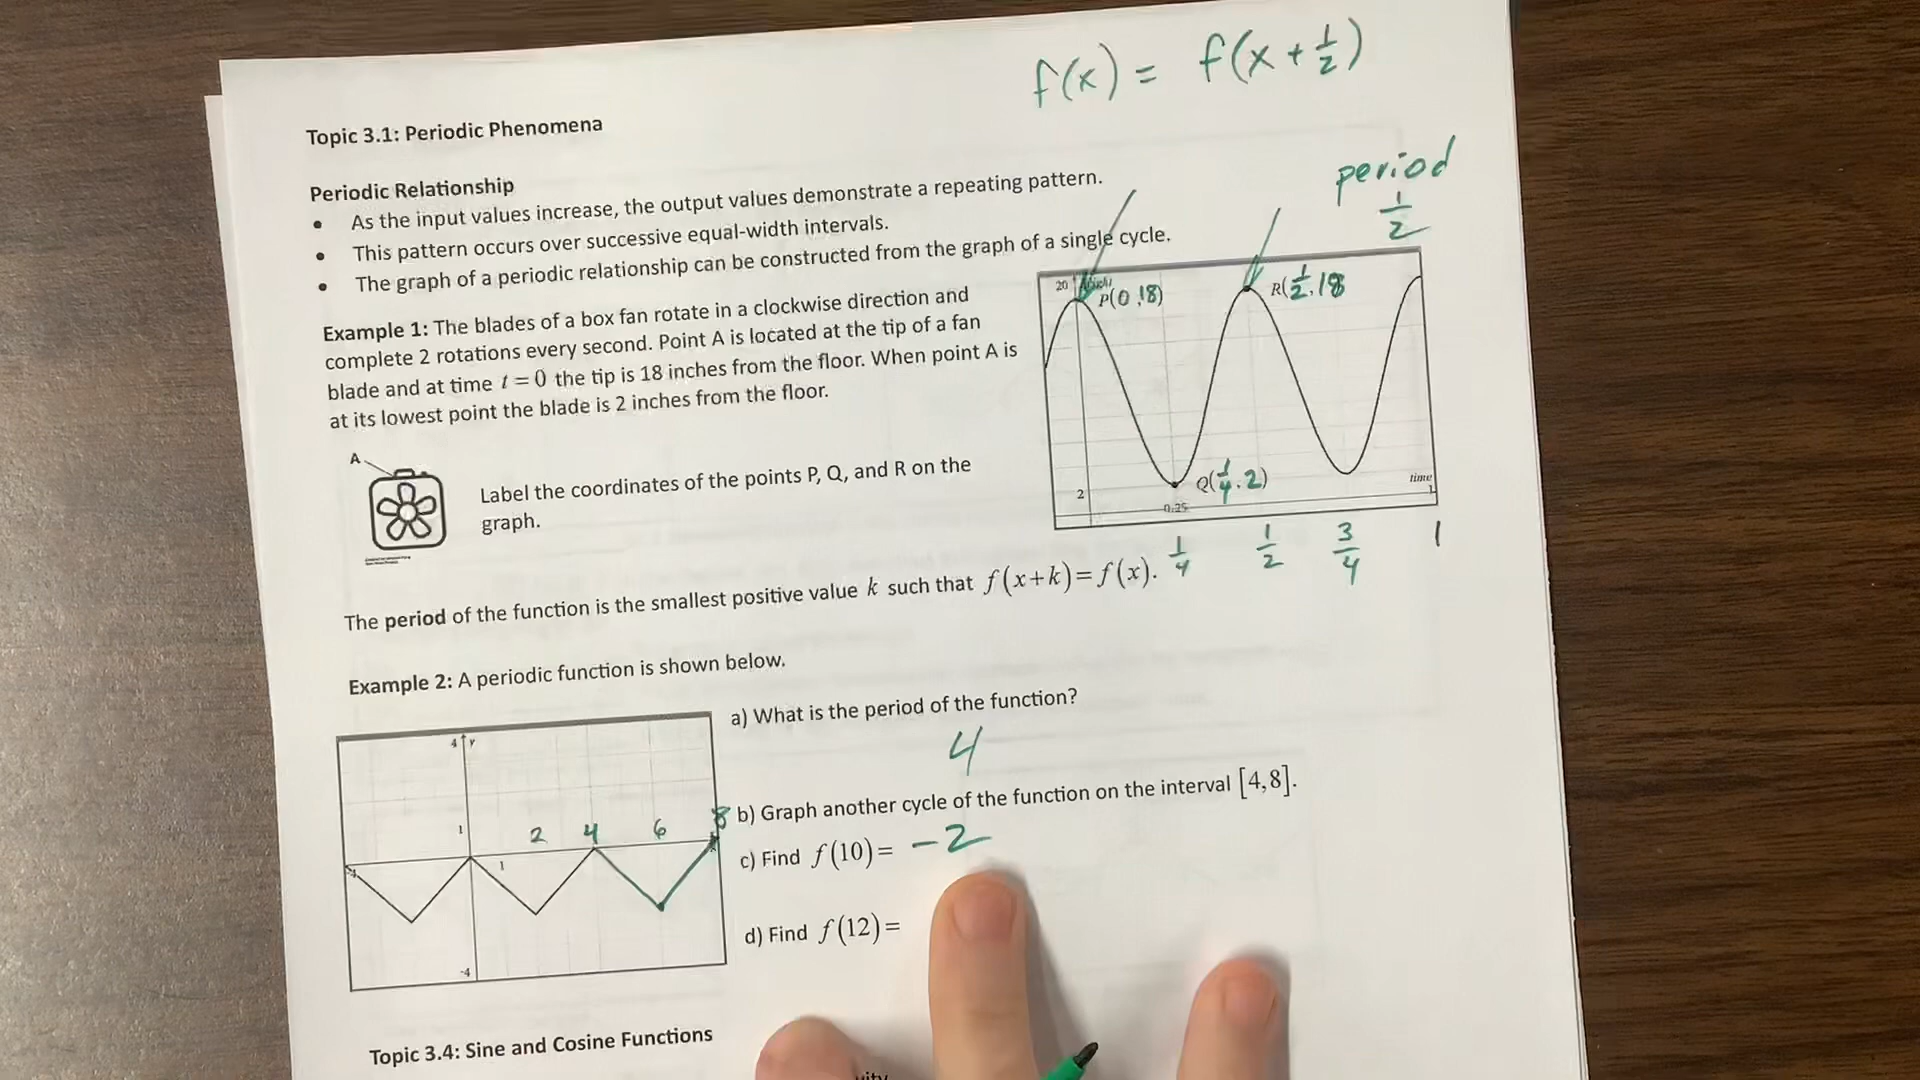 f(x) = f(x + 1/2)
Topic 3.1: Periodic Phenomena
period
1/2
Periodic Relationship
• As the input values increase, the output values demonstrate a repeating pattern.
• This pattern occurs over successive equal-width intervals.
• The graph of a periodic relationship can be constructed from the graph of a single cycle.
Example 1: The blades of a box fan rotate in a clockwise direction and
complete 2 rotations every second. Point A is located at the tip of a fan
blade and at time t = 0 the tip is 18 inches from the floor. When point A is
at its lowest point the blade is 2 inches from the floor.
20
P(0,18)
R(1/2,18
Q(1/4,2)
2
0.25
time
1
1/4 1/2 3/4 1
A
Label the coordinates of the points P, Q, and R on the
graph.
The period of the function is the smallest positive value k such that f(x+k)=f(x).
Example 2: A periodic function is shown below.
4 y
1
2 4 6 8
1
-4
a) What is the period of the function?
4
b) Graph another cycle of the function on the interval [4,8].
c) Find f(10)= -2
d) Find f(12)=
Topic 3.4: Sine and Cosine Functions